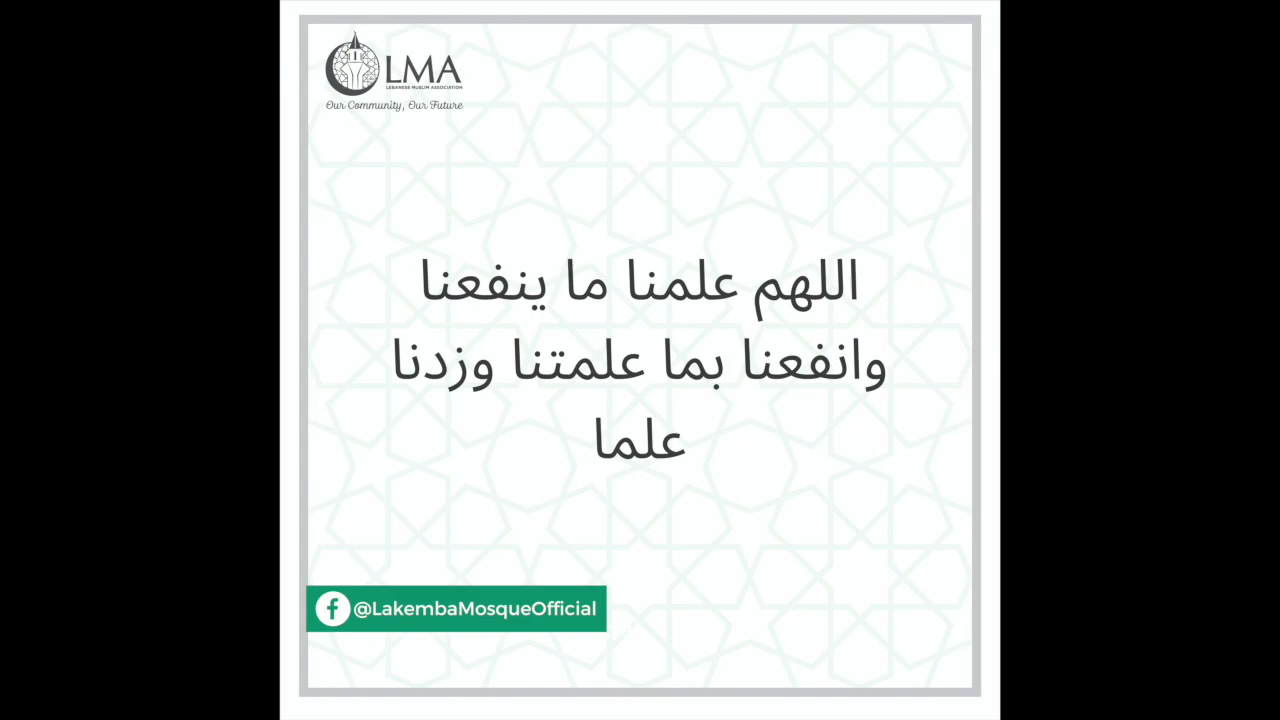 LMA
LEBANESE MUSLIM ASSOCIATION
Our Community, Our Future
اللهم علمنا ما ينفعنا
وانفعنا بما علمتنا وزدنا
علما
@LakembaMosqueOfficial